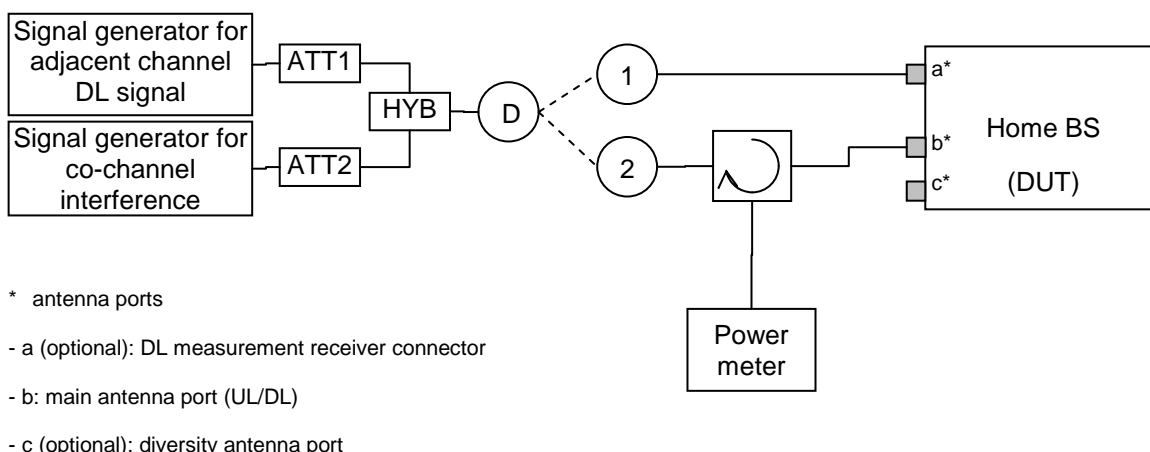 Signal generator for
adjacent channel
DL signal
ATT1
HYB
D
1
2
Signal generator for
co-channel
interference
ATT2
a*
b*
c*
Home BS
(DUT)
Power
meter
* antenna ports
- a (optional): DL measurement receiver connector
- b: main antenna port (UL/DL)
- c (optional): diversity antenna port